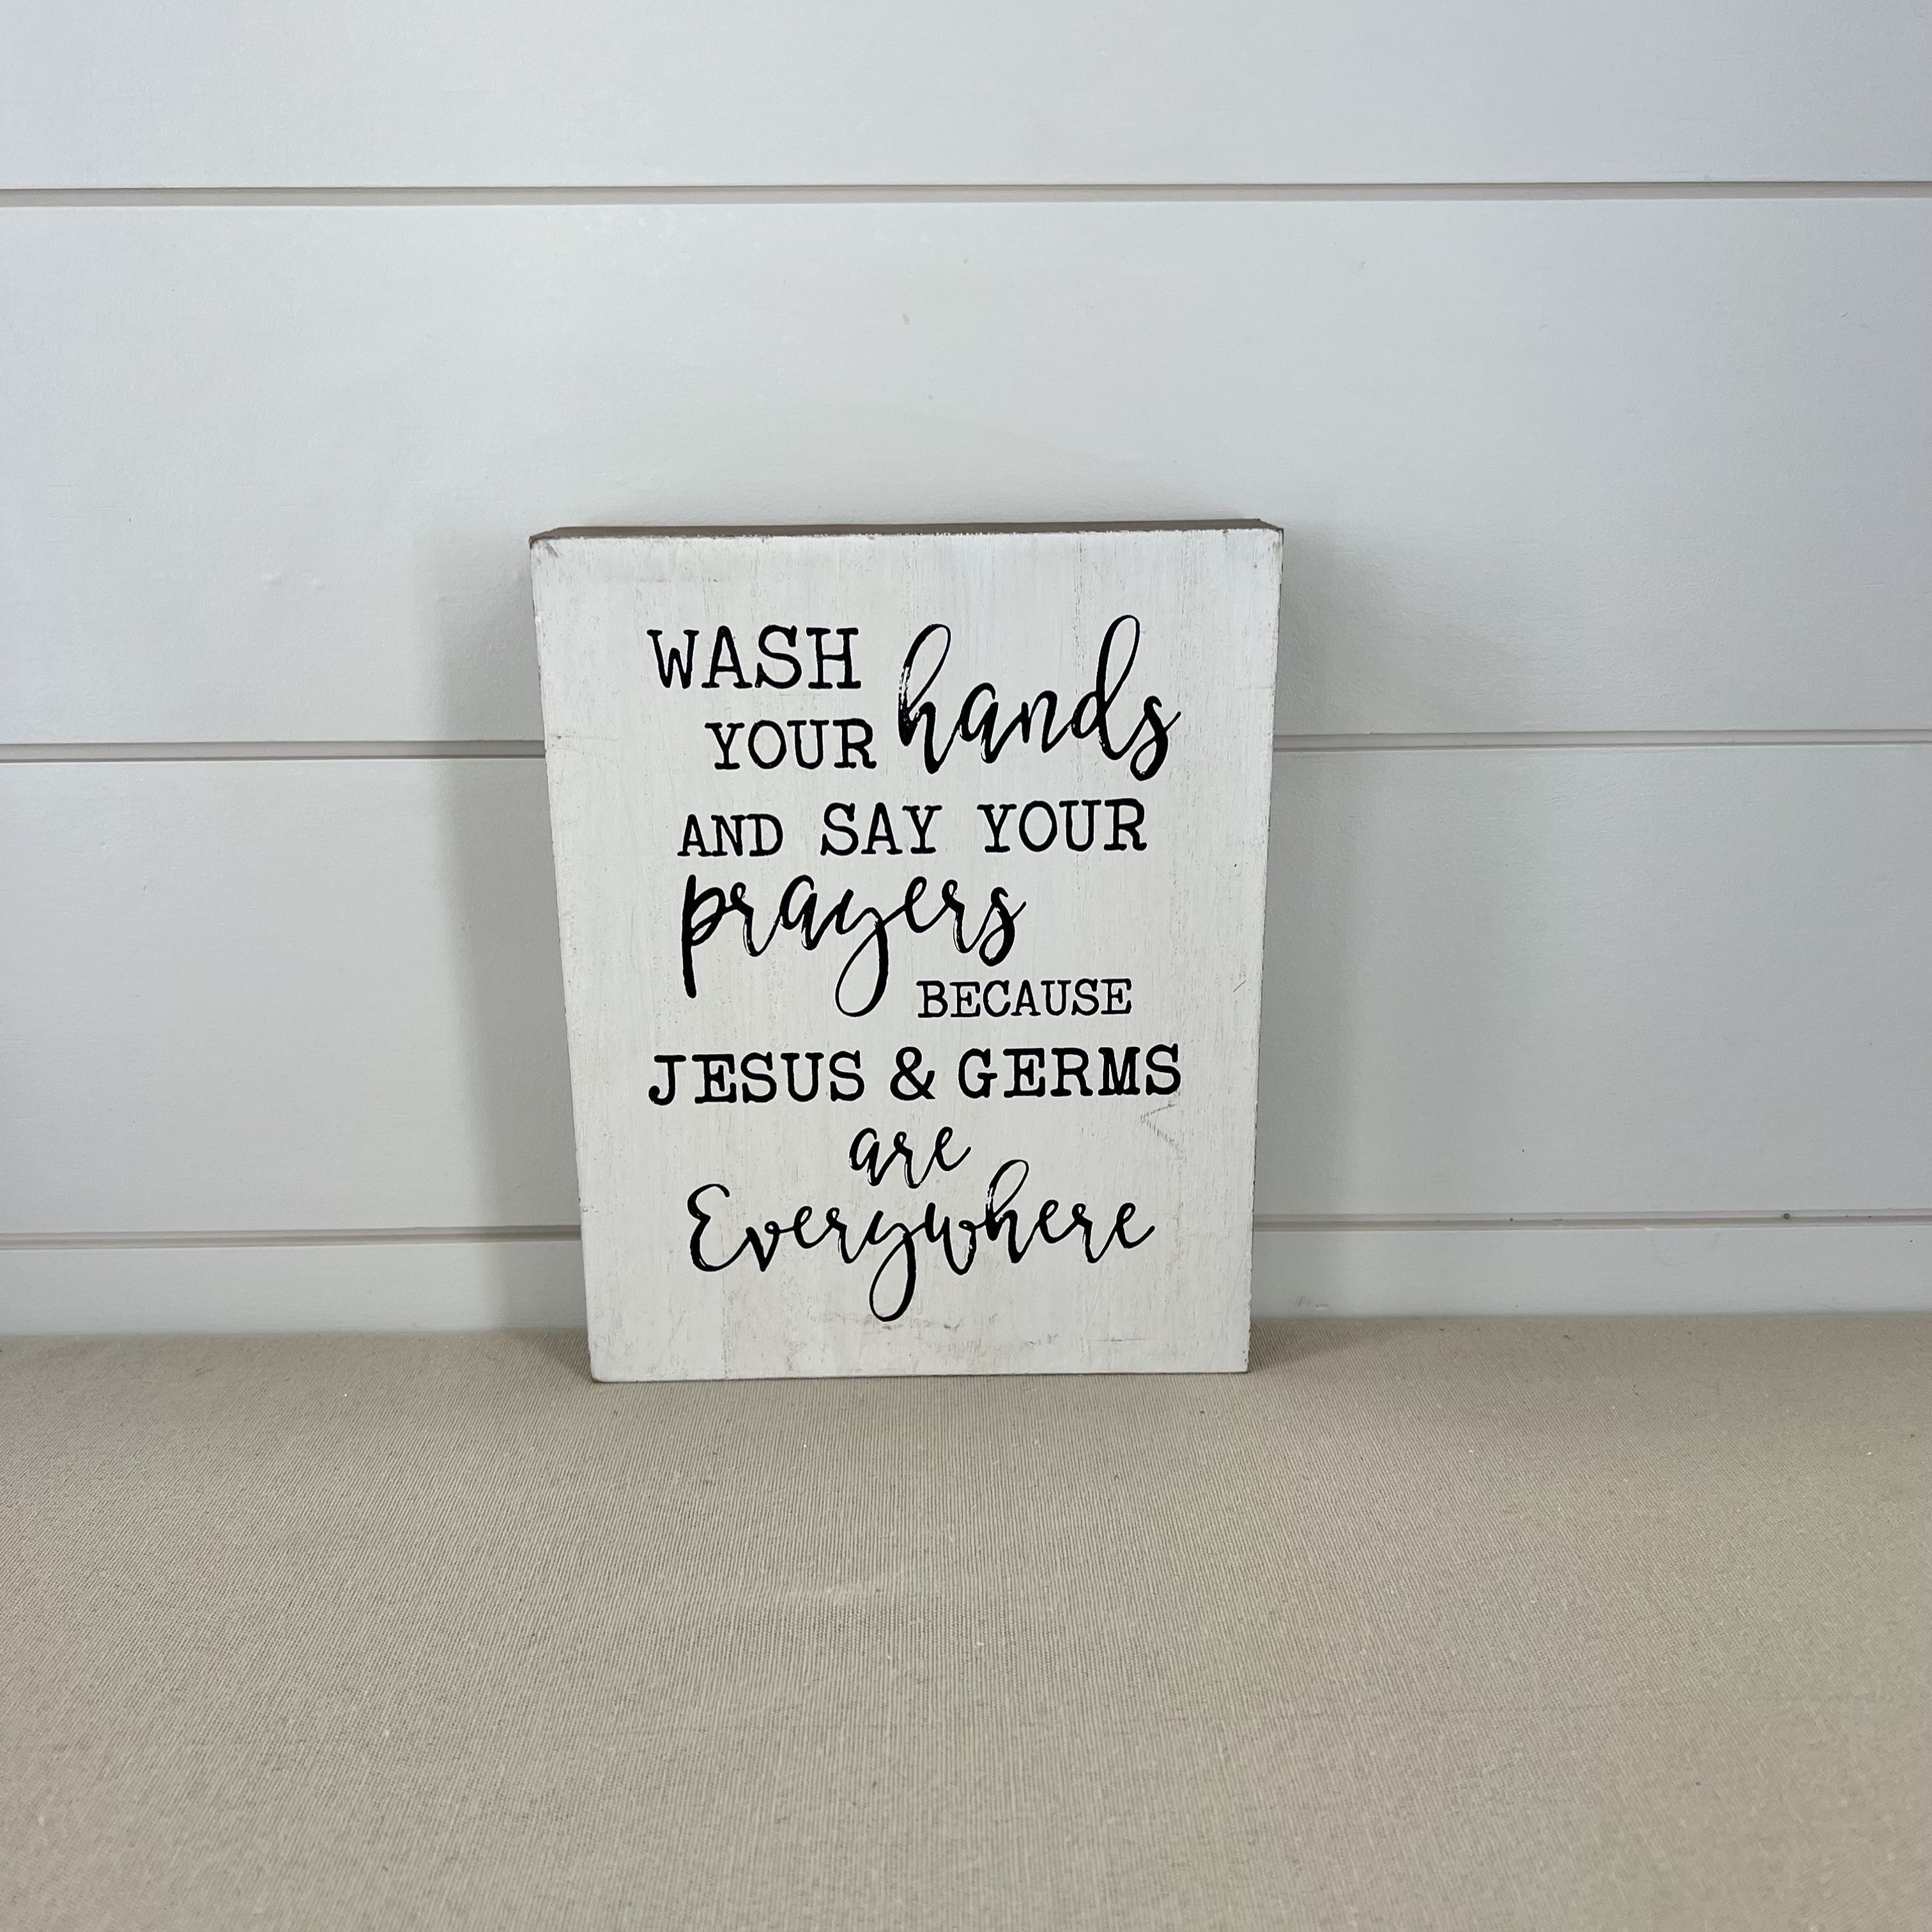 WASH
YOUR hands
AND SAY YOUR
prayers
BECAUSE
JESUS & GERMS
are
Everywhere